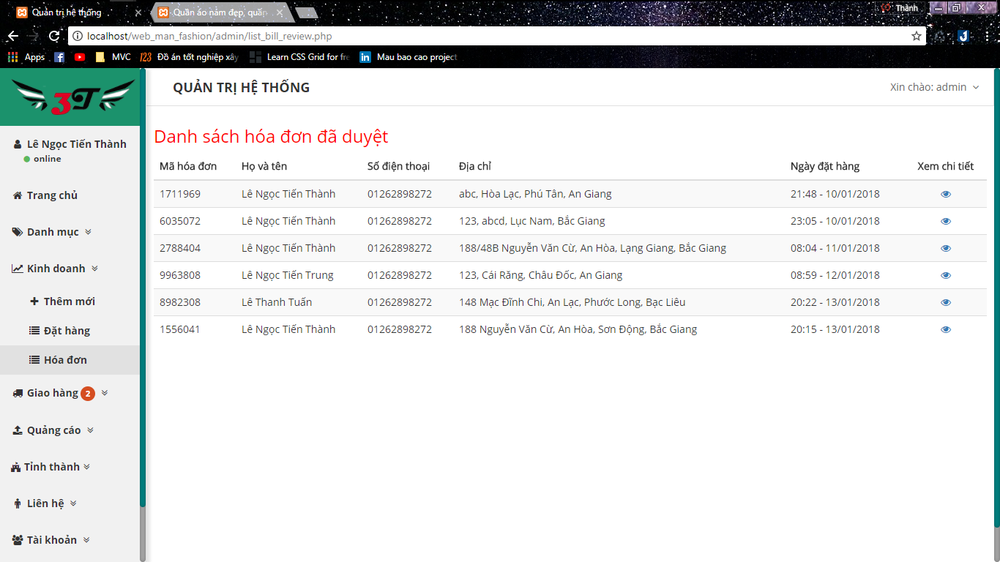 Quản trị hệ thống
Quần áo nam đẹp, quần
Thành
localhost/web_man_fashion/admin/list_bill_review.php
Apps MVC 123 Đồ án tốt nghiệp xây Learn CSS Grid for fre in Mau bao cao project
3T
QUẢN TRỊ HỆ THỐNG
Xin chào: admin
Lê Ngọc Tiến Thành
online
Trang chủ
Danh mục
Kinh doanh
Thêm mới
Đặt hàng
Hóa đơn
Giao hàng 2
Quảng cáo
Tỉnh thành
Liên hệ
Tài khoản
Danh sách hóa đơn đã duyệt
Mã hóa đơn Họ và tên Số điện thoại Địa chỉ Ngày đặt hàng Xem chi tiết
1711969 Lê Ngọc Tiến Thành 01262898272 abc, Hòa Lạc, Phú Tân, An Giang 21:48 - 10/01/2018
6035072 Lê Ngọc Tiến Thành 01262898272 123, abcd, Lục Nam, Bắc Giang 23:05 - 10/01/2018
2788404 Lê Ngọc Tiến Thành 01262898272 188/48B Nguyễn Văn Cừ, An Hòa, Lạng Giang, Bắc Giang 08:04 - 11/01/2018
9963808 Lê Ngọc Tiến Trung 01262898272 123, Cái Răng, Châu Đốc, An Giang 08:59 - 12/01/2018
8982308 Lê Thanh Tuấn 01262898272 148 Mạc Đĩnh Chi, An Lạc, Phước Long, Bạc Liêu 20:22 - 13/01/2018
1556041 Lê Ngọc Tiến Thành 01262898272 188 Nguyễn Văn Cừ, An Hòa, Sơn Động, Bắc Giang 20:15 - 13/01/2018